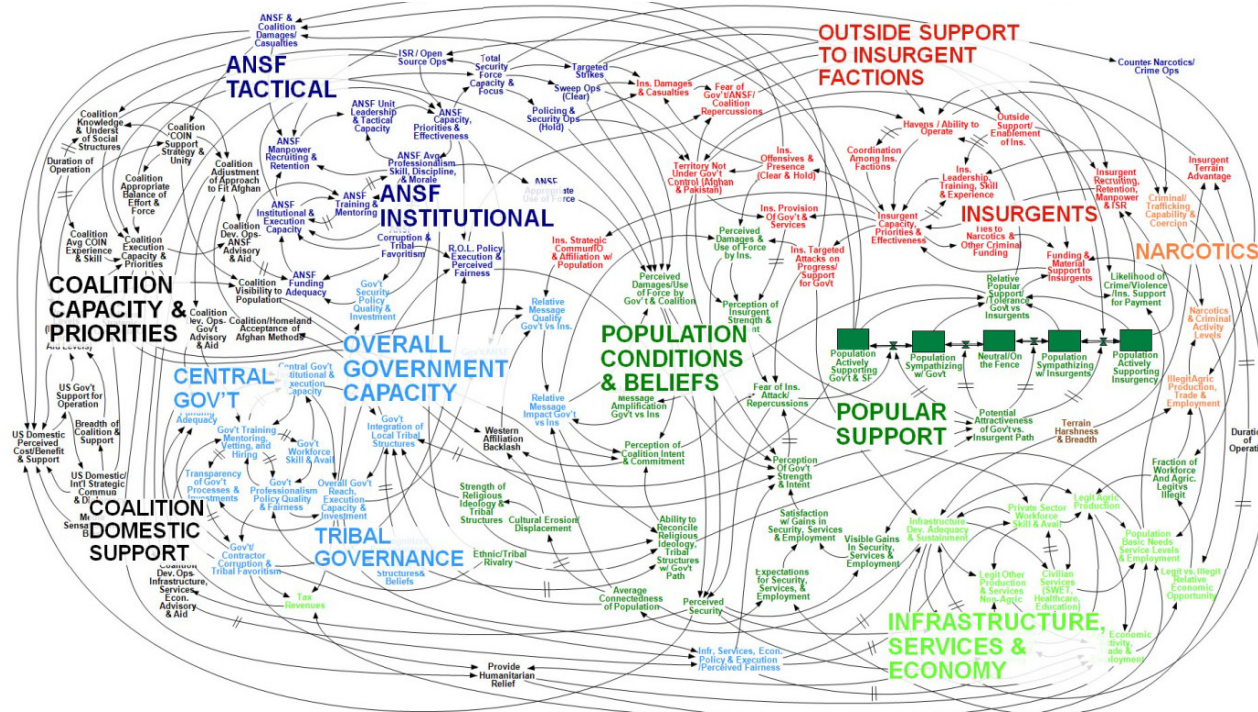 ANSF &
Coalition
Damages/
Casualties
ANSF
TACTICAL
ISR / Open
Source Ops
Total
Security
Force
Capacity
& Focus
Targeted
Strikes
Sweep Ops
(Clear)
Policing &
Security Ops
(Hold)
Ins. Damages
& Casualties
Fear of
Gov't/ANSF/
Coalition
Repercussions
OUTSIDE SUPPORT
TO INSURGENT
FACTIONS
Counter Narcotics/
Crime Ops
Coalition
Knowledge
& Underst
of Social
Structures
Coalition
COIN
Support
Strategy &
Unity
ANSF Unit
Leadership
& Tactical
Capacity
ANSF
Capacity,
Priorities &
Effectiveness
Havens / Ability to
Operate
Outside
Support/
Enablement
of Ins.
Duration of
Operation
ANSF
Manpower
Recruiting &
Retention
Coalition
Adjustment of
Approach to
Fit Afghan
ANSF Avg
Professionalism
Skill, Discipline,
& Morale
Coordination
Among Ins.
Factions
Ins.
Offensives &
Presence
(Clear & Hold)
Territory Not
Under Gov't
Control (Afghan
& Pakistan)
Ins.
Leadership,
Training, Skill
& Experience
Insurgent
Recruiting,
Retention,
Manpower
& ISR
Insurgent
Terrain
Advantage
Coalition
Appropriate
Balance of
Effort &
Force
ANSF
Training &
Mentoring
ANSF
INSTITUTIONAL
ANSF
Appropriate
Use of Force
ANSF
Institutional &
Execution
Capacity
Criminal/
Trafficking
Capability &
Coercion
Ins. Provision
Of Gov't &
Services
Insurgent
Capacity,
Priorities &
Effectiveness
INSURGENTS
Ties to
Narcotics &
Other Criminal
Funding
NARCOTICS
Coalition
Avg COIN
Experience
& Skill
Coalition
Execution
Capacity &
Priorities
Coalition
Dev. Ops-
ANSF
Advisory
& Aid
Corruption &
Tribal
Favoritism
R.O.L. Policy,
Execution &
Perceived
Fairness
Ins. Strategic
Commun/IO
& Affiliation w/
Population
Perceived
Damages &
Use of Force
by Ins.
Ins. Targeted
Attacks on
Progress/
Support
for Gov't
Funding &
Material Support
to Insurgents
COALITION
CAPACITY &
PRIORITIES
Coalition
Visibility to
Population
ANSF
Funding
Adequacy
Gov't
Security
Policy
Quality &
Investment
Perceived
Damages/Use
of Force by
Gov't & Coalition
Relative
Popular
Support/
Tolerance
Gov't vs
Insurgents
Likelihood of
Crime/Violence
/Ins. Support
for Payment
Relative
Message
Quality
Gov't vs Ins.
Perception of
Insurgent
Strength &
Intent
Narcotics
& Criminal
Activity
Levels
Coalition
Dev. Ops-
Gov't
Advisory
& Aid
Coalition/Homeland
Acceptance of
Afghan Methods
OVERALL
GOVERNMENT
CAPACITY
POPULATION
CONDITIONS
& BELIEFS
Population
Actively
Supporting
Gov't & SF
Population
Sympathizing
w/ Gov't
Neutral/On
the Fence
Population
Sympathizing
w/ Insurgents
Population
Actively
Supporting
Insurgency
US Gov't
Support for
Operation
CENTRAL
GOV'T
Central Gov't
Institutional &
Execution
Capacity
Fear of Ins.
Attack/
Repercussions
Illegit Agric
Production,
Trade &
Employment
Breadth of
Coalition &
Support
Adequacy
Gov't Training
Mentoring,
Vetting, and
Hiring
Gov't
Integration of
Local Tribal
Structures
Relative
Message
Impact Gov't
vs Ins
Message
Amplification
Gov't vs Ins
POPULAR
SUPPORT
Potential
Attractiveness
of Gov't vs.
Insurgent Path
Terrain
Harshness
& Breadth
US Domestic
Perceived
Cost/Benefit
& Support
Gov't
Workforce
Skill & Avail
Western
Affiliation
Backlash
Perception of
Coalition Intent
& Commitment
Duration
of
Operation
US Domestic/
Int'l Strategic
Commun
Transparency
of Gov't
Processes &
Investments
Gov't
Professionalism
Policy Quality
& Fairness
Overall Gov't
Reach,
Execution
Capacity &
Investment
Strength of
Religious
Ideology &
Tribal
Structures
Perception
Of Gov't
Strength
& Intent
Fraction of
Workforce
And Agric.
Legit vs
Illegit
COALITION
DOMESTIC
SUPPORT
TRIBAL
GOVERNANCE
Cultural Erosion/
Displacement
Ability to
Reconcile
Religious
Ideology,
Tribal
Structures
w/ Gov't Path
Satisfaction
w/ Gains in
Security, Services
& Employment
Infrastructure
Dev. Adequacy
& Sustainment
Private Sector
Workforce
Skill & Avail
Legit Agric
Production
Visible Gains
In Security,
Services &
Employment
Population
Basic Needs
Service Levels
& Employment
Gov't/
Contractor
Corruption &
Tribal Favoritism
Ethnic/Tribal
Rivalry
Structures&
Beliefs
Coalition
Dev. Ops-
Infrastructure,
Services
Econ.
Advisory
& Aid
Tax
Revenues
Average
Connectedness
of Population
Perceived
Security
Expectations
for Security,
Services, &
Employment
Legit Other
Production
& Services
Non-Agric
Civilian
Services
(SWET,
Healthcare,
Education)
Legit vs. Illegit
Relative
Economic
Opportunity
INFRASTRUCTURE,
SERVICES &
ECONOMY
Economic
Infr, Services, Econ.
Policy & Execution
/Perceived Fairness
Provide
Humanitarian
Relief